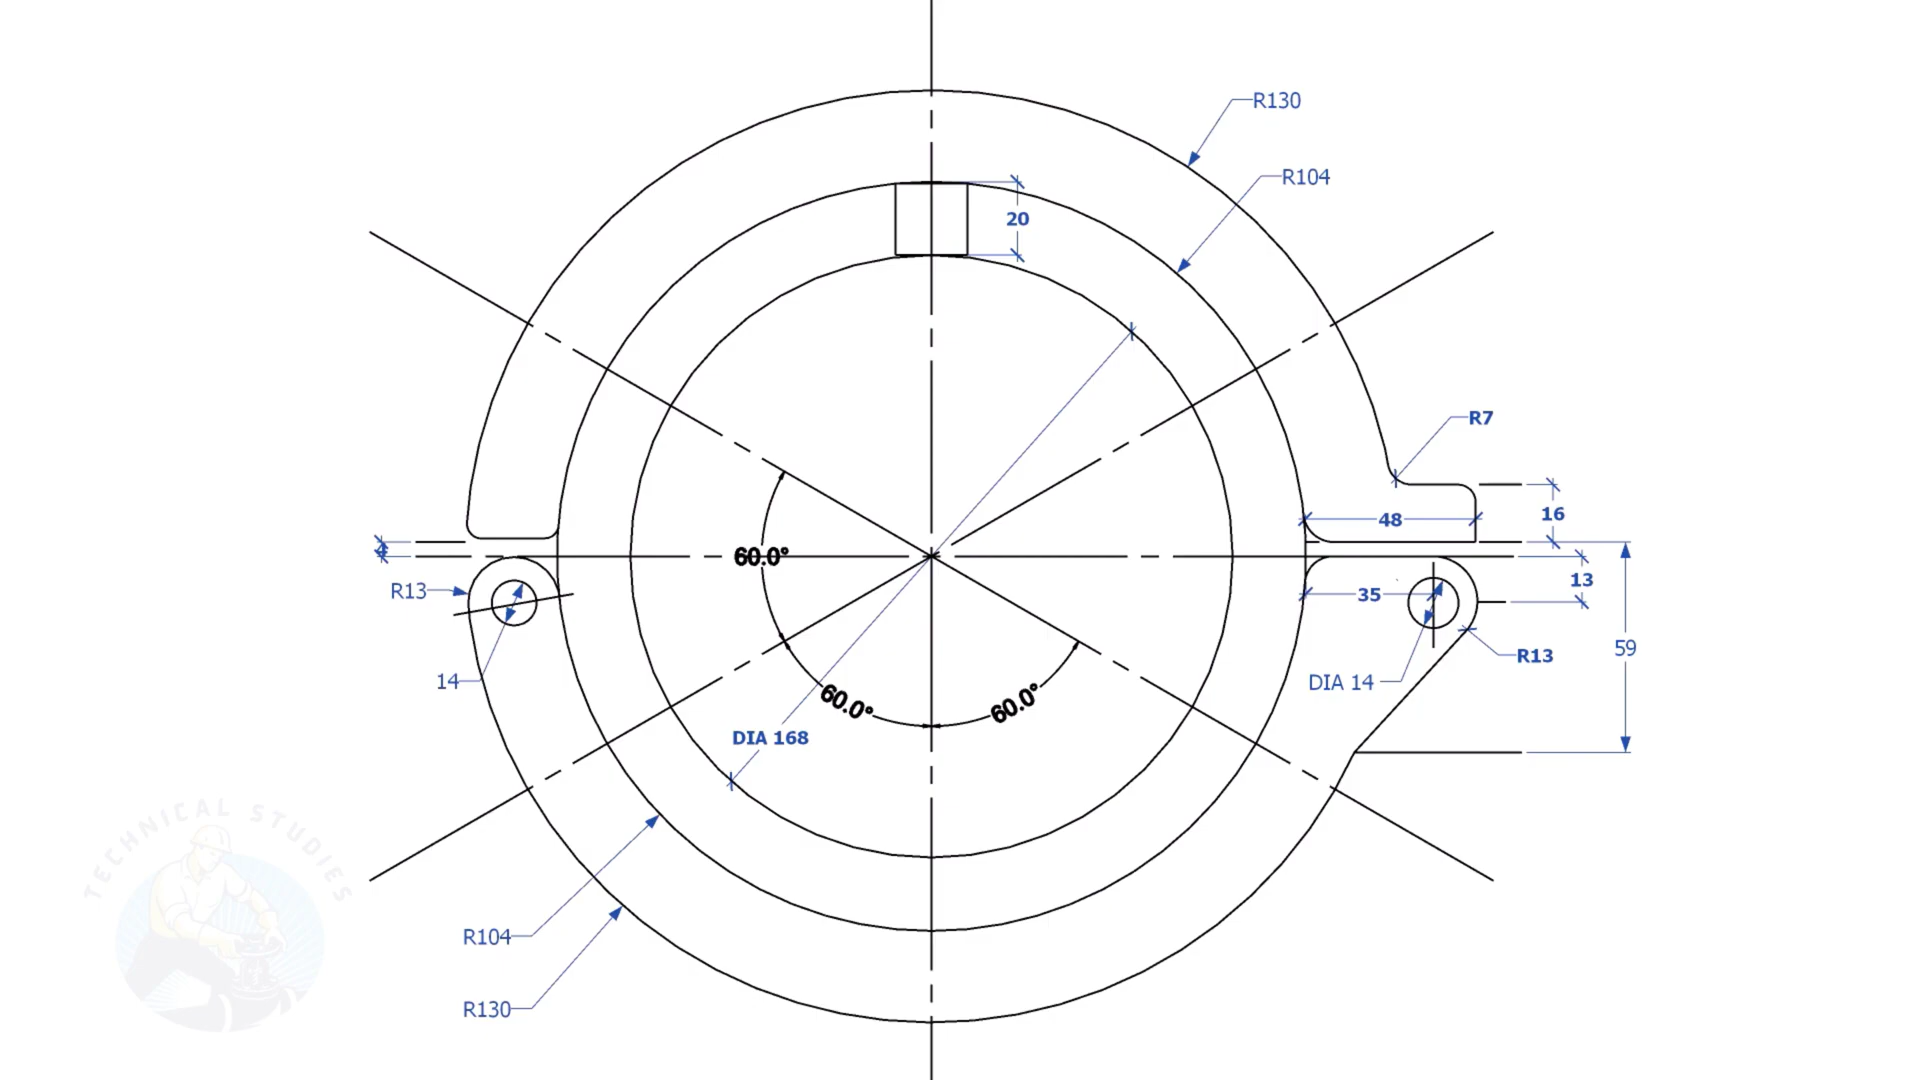 R130
R104
20
R7
48
16
4
60.0°
13
R13
35
59
R13
14
DIA 14
60.0°
60.0°
DIA 168
TECHNICAL STUDIES
R104
R130